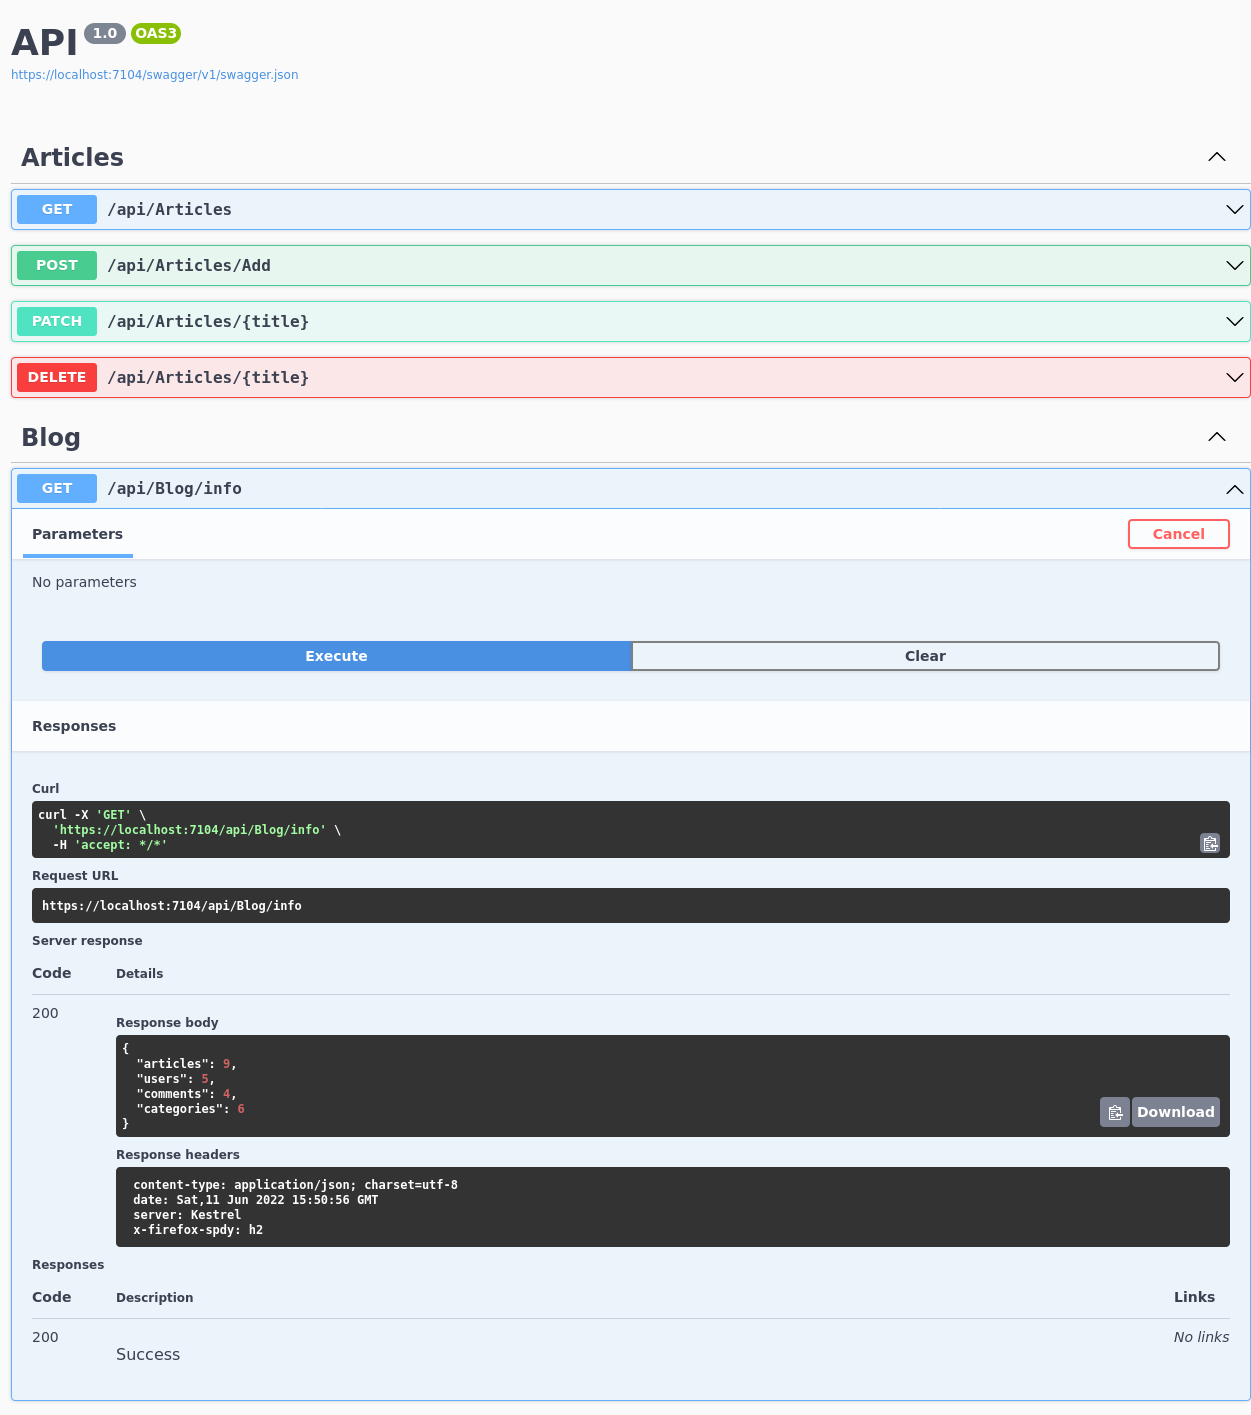 API 1.0 OAS3
https://localhost:7104/swagger/v1/swagger.json
Articles
GET /api/Articles
POST /api/Articles/Add
PATCH /api/Articles/{title}
DELETE /api/Articles/{title}
Blog
GET /api/Blog/info
Parameters Cancel
No parameters
Execute Clear
Responses
Curl
curl -X 'GET' \
'https://localhost:7104/api/Blog/info' \
-H 'accept: */*'
Request URL
https://localhost:7104/api/Blog/info
Server response
Code Details
200
Response body
{
"articles": 9,
"users": 5,
"comments": 4,
"categories": 6
}
Download
Response headers
content-type: application/json; charset=utf-8
date: Sat,11 Jun 2022 15:50:56 GMT
server: Kestrel
x-firefox-spdy: h2
Responses
Code Description Links
200 No links
Success